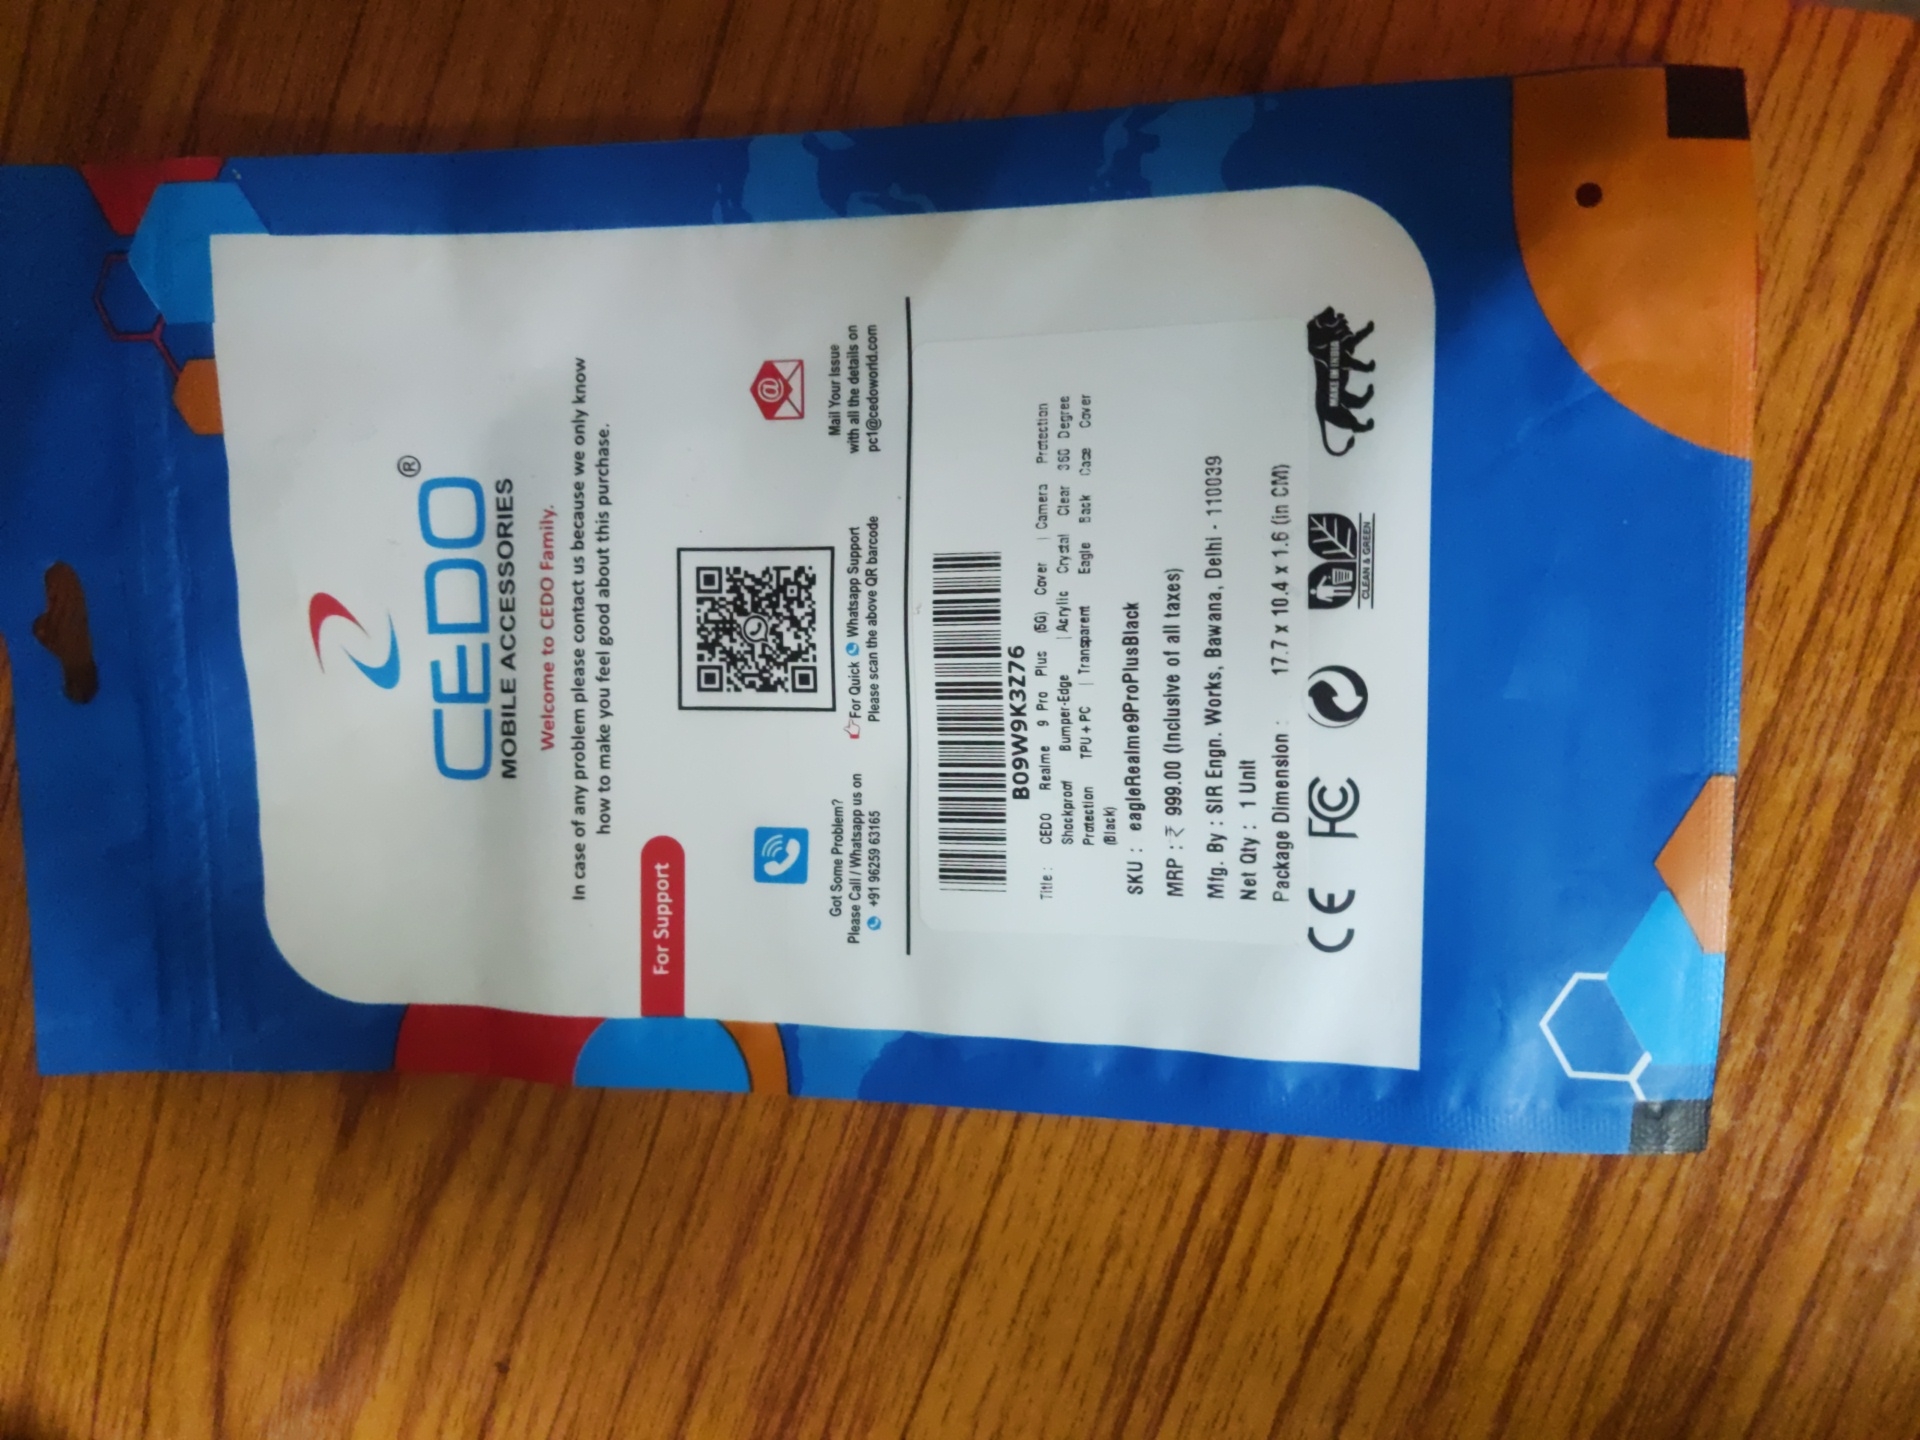 CEDO®
MOBILE ACCESSORIES
Welcome to CEDO Family.
In case of any problem please contact us because we only know
how to make you feel good about this purchase.
For Support
Got Some Problem?
Please Call / Whatsapp us on
+91 96259 63165
For Quick Whatsapp Support
Please scan the above QR barcode
@
Mail Your Issue
with all the details on
pc1@cedoworld.com
B09W9K3Z76
Title : CEDO Realme 9 Pro Plus (5G) Cover | Camera Protection
Shockproof Bumper-Edge | Acrylic Crystal Clear 360 Degree
Protection TPU + PC | Transparent Eagle Back Case Cover
(Black)
SKU : eagleRealme9ProPlusBlack
MRP : ₹ 999.00 (Inclusive of all taxes)
Mfg. By : SIR Engn. Works, Bawana, Delhi - 110039
Net Qty : 1 Unit
Package Dimension : 17.7 x 10.4 x 1.6 (in CM)
CE FC
CLEAN & GREEN
MAKE IN INDIA